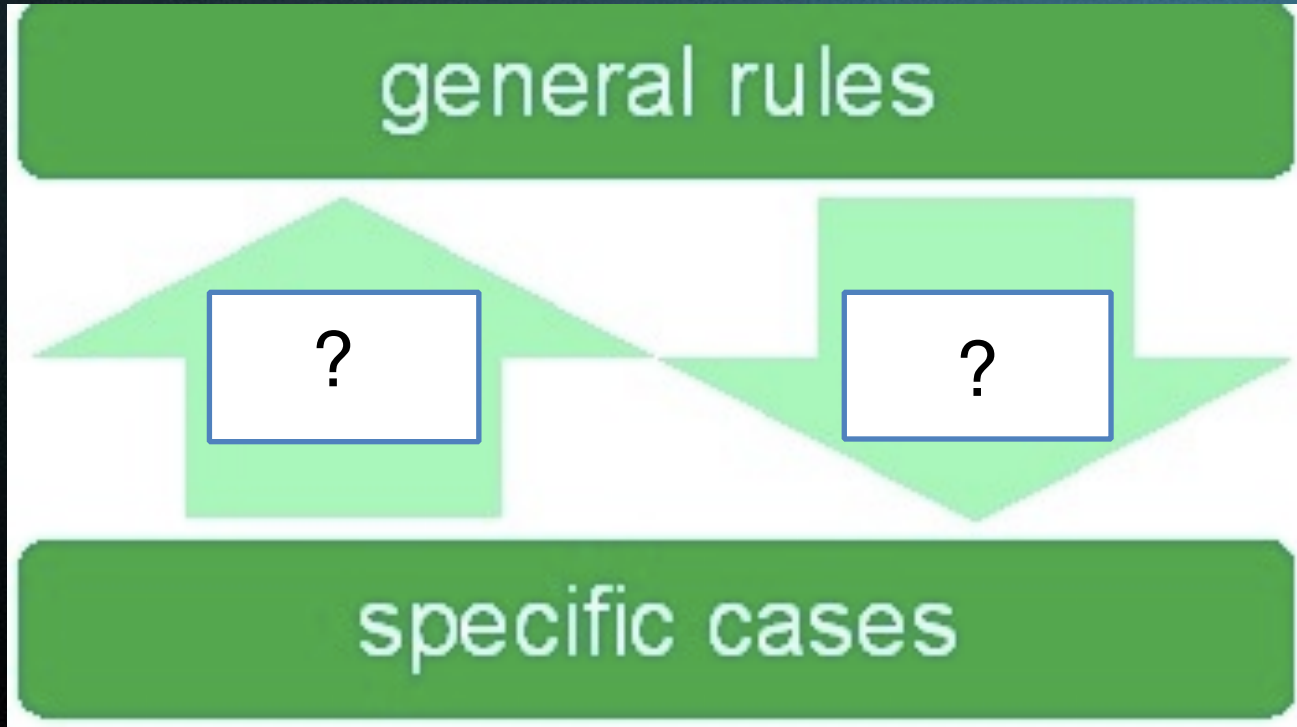 general rules
?
?
specific cases